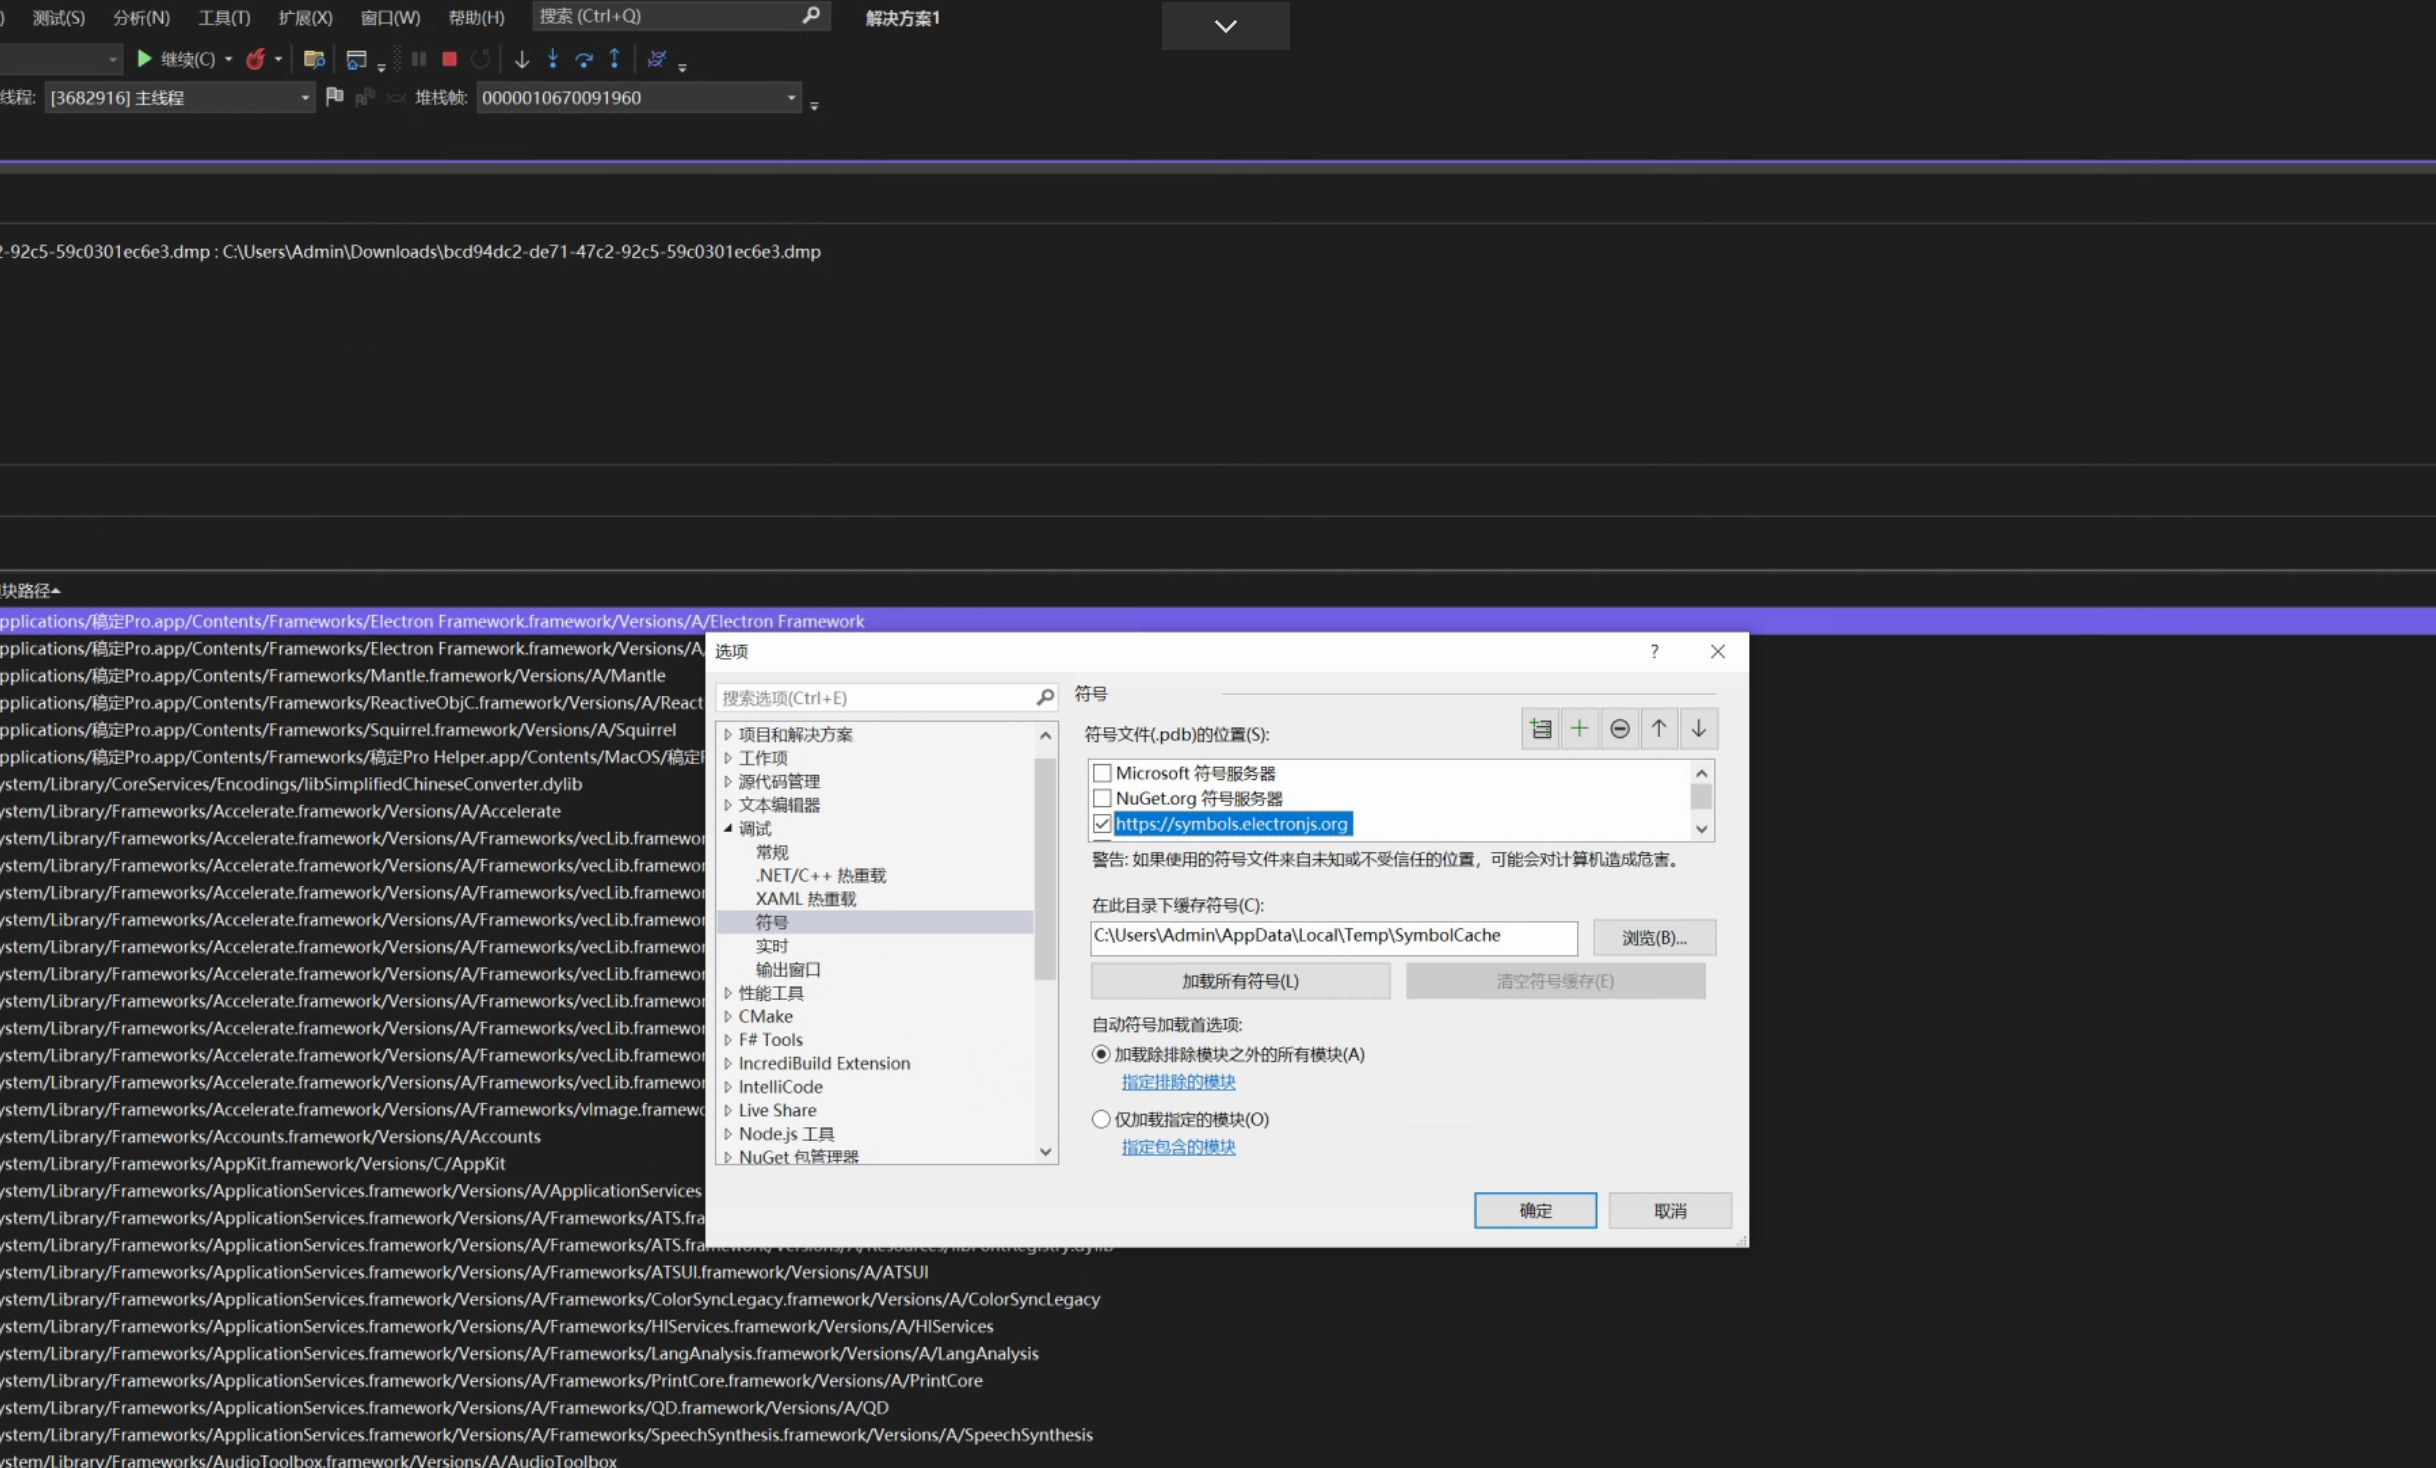 ) 测试(S) 分析(N) 工具(T) 扩展(X) 窗口(W) 帮助(H) 搜索 (Ctrl+Q) 解决方案1
继续(C)
线程: [3682916] 主线程 堆栈帧: 0000010670091960
2-92c5-59c0301ec6e3.dmp : C:\Users\Admin\Downloads\bcd94dc2-de71-47c2-92c5-59c0301ec6e3.dmp
块路径
pplications/稿定Pro.app/Contents/Frameworks/Electron Framework.framework/Versions/A/Electron Framework
pplications/稿定Pro.app/Contents/Frameworks/Electron Framework.framework/Versions/A/
pplications/稿定Pro.app/Contents/Frameworks/Mantle.framework/Versions/A/Mantle
pplications/稿定Pro.app/Contents/Frameworks/ReactiveObjC.framework/Versions/A/React
pplications/稿定Pro.app/Contents/Frameworks/Squirrel.framework/Versions/A/Squirrel
pplications/稿定Pro.app/Contents/Frameworks/稿定Pro Helper.app/Contents/MacOS/稿定
ystem/Library/CoreServices/Encodings/libSimplifiedChineseConverter.dylib
ystem/Library/Frameworks/Accelerate.framework/Versions/A/Accelerate
ystem/Library/Frameworks/Accelerate.framework/Versions/A/Frameworks/vecLib.framewor
ystem/Library/Frameworks/Accelerate.framework/Versions/A/Frameworks/vecLib.framewor
ystem/Library/Frameworks/Accelerate.framework/Versions/A/Frameworks/vecLib.framewor
ystem/Library/Frameworks/Accelerate.framework/Versions/A/Frameworks/vecLib.framewor
ystem/Library/Frameworks/Accelerate.framework/Versions/A/Frameworks/vecLib.framewor
ystem/Library/Frameworks/Accelerate.framework/Versions/A/Frameworks/vecLib.framewor
ystem/Library/Frameworks/Accelerate.framework/Versions/A/Frameworks/vecLib.framewor
ystem/Library/Frameworks/Accelerate.framework/Versions/A/Frameworks/vecLib.framewor
ystem/Library/Frameworks/Accelerate.framework/Versions/A/Frameworks/vecLib.framewor
ystem/Library/Frameworks/Accelerate.framework/Versions/A/Frameworks/vecLib.framewor
ystem/Library/Frameworks/Accelerate.framework/Versions/A/Frameworks/vImage.framewo
ystem/Library/Frameworks/Accounts.framework/Versions/A/Accounts
ystem/Library/Frameworks/AppKit.framework/Versions/C/AppKit
ystem/Library/Frameworks/ApplicationServices.framework/Versions/A/ApplicationServices
ystem/Library/Frameworks/ApplicationServices.framework/Versions/A/Frameworks/ATS.fra
ystem/Library/Frameworks/ApplicationServices.framework/Versions/A/Frameworks/ATS.framework/Versions/A/Resources/libFontRegistry.dylib
ystem/Library/Frameworks/ApplicationServices.framework/Versions/A/Frameworks/ATSUI.framework/Versions/A/ATSUI
ystem/Library/Frameworks/ApplicationServices.framework/Versions/A/Frameworks/ColorSyncLegacy.framework/Versions/A/ColorSyncLegacy
ystem/Library/Frameworks/ApplicationServices.framework/Versions/A/Frameworks/HIServices.framework/Versions/A/HIServices
ystem/Library/Frameworks/ApplicationServices.framework/Versions/A/Frameworks/LangAnalysis.framework/Versions/A/LangAnalysis
ystem/Library/Frameworks/ApplicationServices.framework/Versions/A/Frameworks/PrintCore.framework/Versions/A/PrintCore
ystem/Library/Frameworks/ApplicationServices.framework/Versions/A/Frameworks/QD.framework/Versions/A/QD
ystem/Library/Frameworks/ApplicationServices.framework/Versions/A/Frameworks/SpeechSynthesis.framework/Versions/A/SpeechSynthesis
ystem/Library/Frameworks/AudioToolbox.framework/Versions/A/AudioToolbox
选项 ?
搜索选项(Ctrl+E)
项目和解决方案
工作项
源代码管理
文本编辑器
调试
常规
.NET/C++ 热重载
XAML 热重载
符号
实时
输出窗口
性能工具
CMake
F# Tools
IncrediBuild Extension
IntelliCode
Live Share
Node.js 工具
NuGet 包管理器
符号
符号文件(.pdb)的位置(S):
Microsoft 符号服务器
NuGet.org 符号服务器
https://symbols.electronjs.org
警告: 如果使用的符号文件来自未知或不受信任的位置，可能会对计算机造成危害。
在此目录下缓存符号(C):
C:\Users\Admin\AppData\Local\Temp\SymbolCache 浏览(B)...
加载所有符号(L) 清空符号缓存(E)
自动符号加载首选项:
加载除排除模块之外的所有模块(A)
指定排除的模块
仅加载指定的模块(O)
指定包含的模块
确定 取消